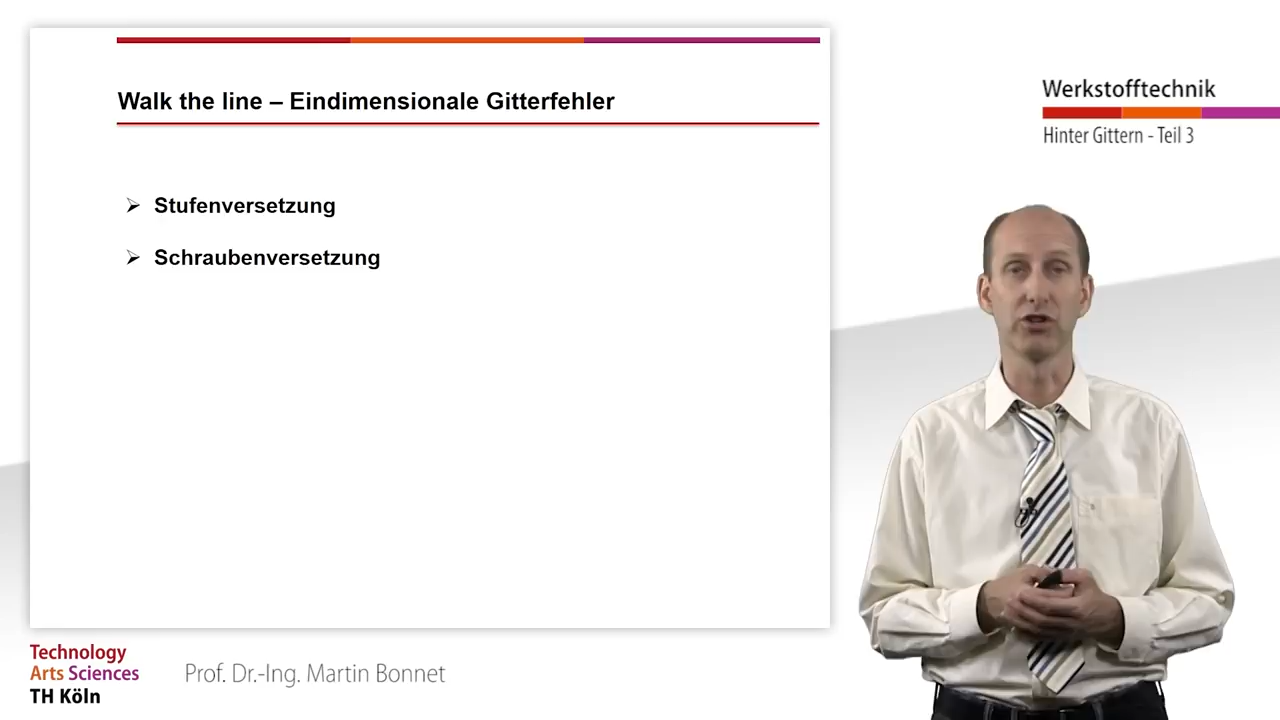 Walk the line – Eindimensionale Gitterfehler
Stufenversetzung
Schraubenversetzung
Werkstofftechnik
Hinter Gittern - Teil 3
Technology
Arts Sciences
TH Köln
Prof. Dr.-Ing. Martin Bonnet